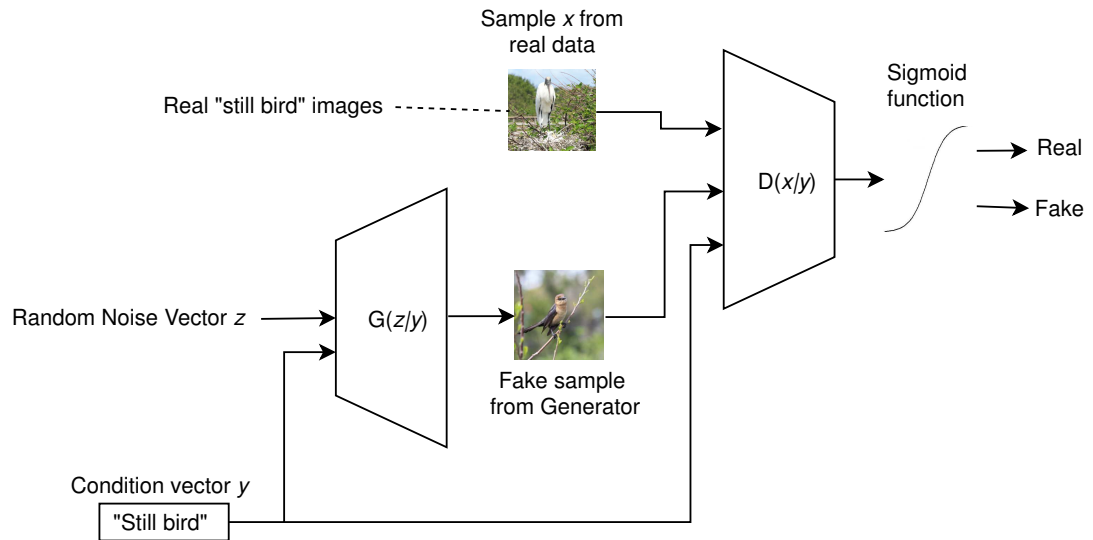 Sample x from
real data
Real "still bird" images
Sigmoid
function
D(x/y)
Real
Fake
G(z/y)
Random Noise Vector z
Fake sample
from Generator
Condition vector y
"Still bird"